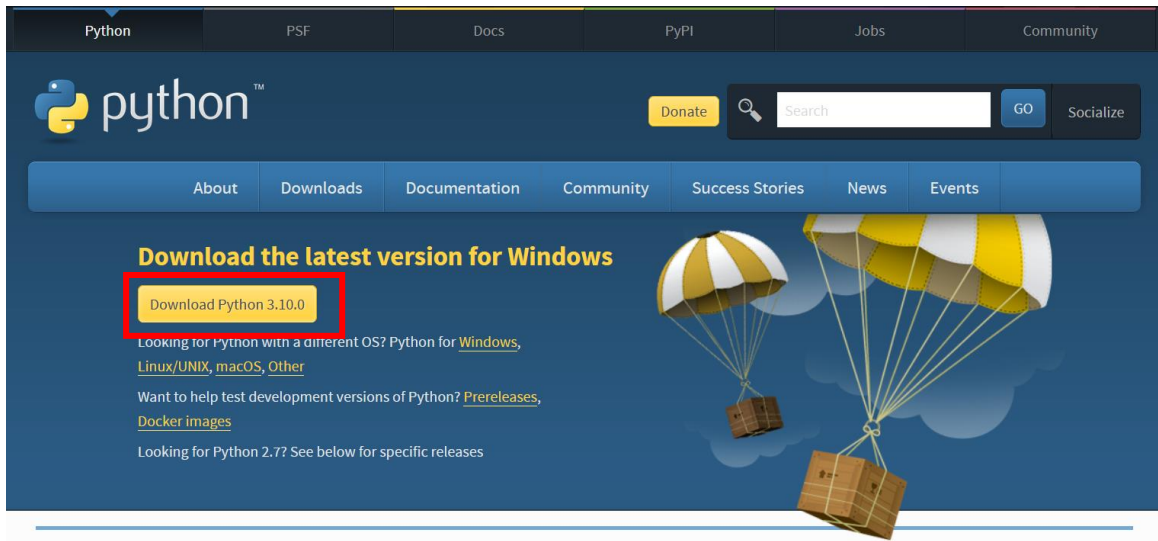 Python PSF Docs PyPI Jobs Community
python™
Donate Search GO Socialize
About Downloads Documentation Community Success Stories News Events
Download the latest version for Windows
Download Python 3.10.0
Looking for Python with a different OS? Python for Windows,
Linux/UNIX, macOS, Other
Want to help test development versions of Python? Prereleases,
Docker images
Looking for Python 2.7? See below for specific releases